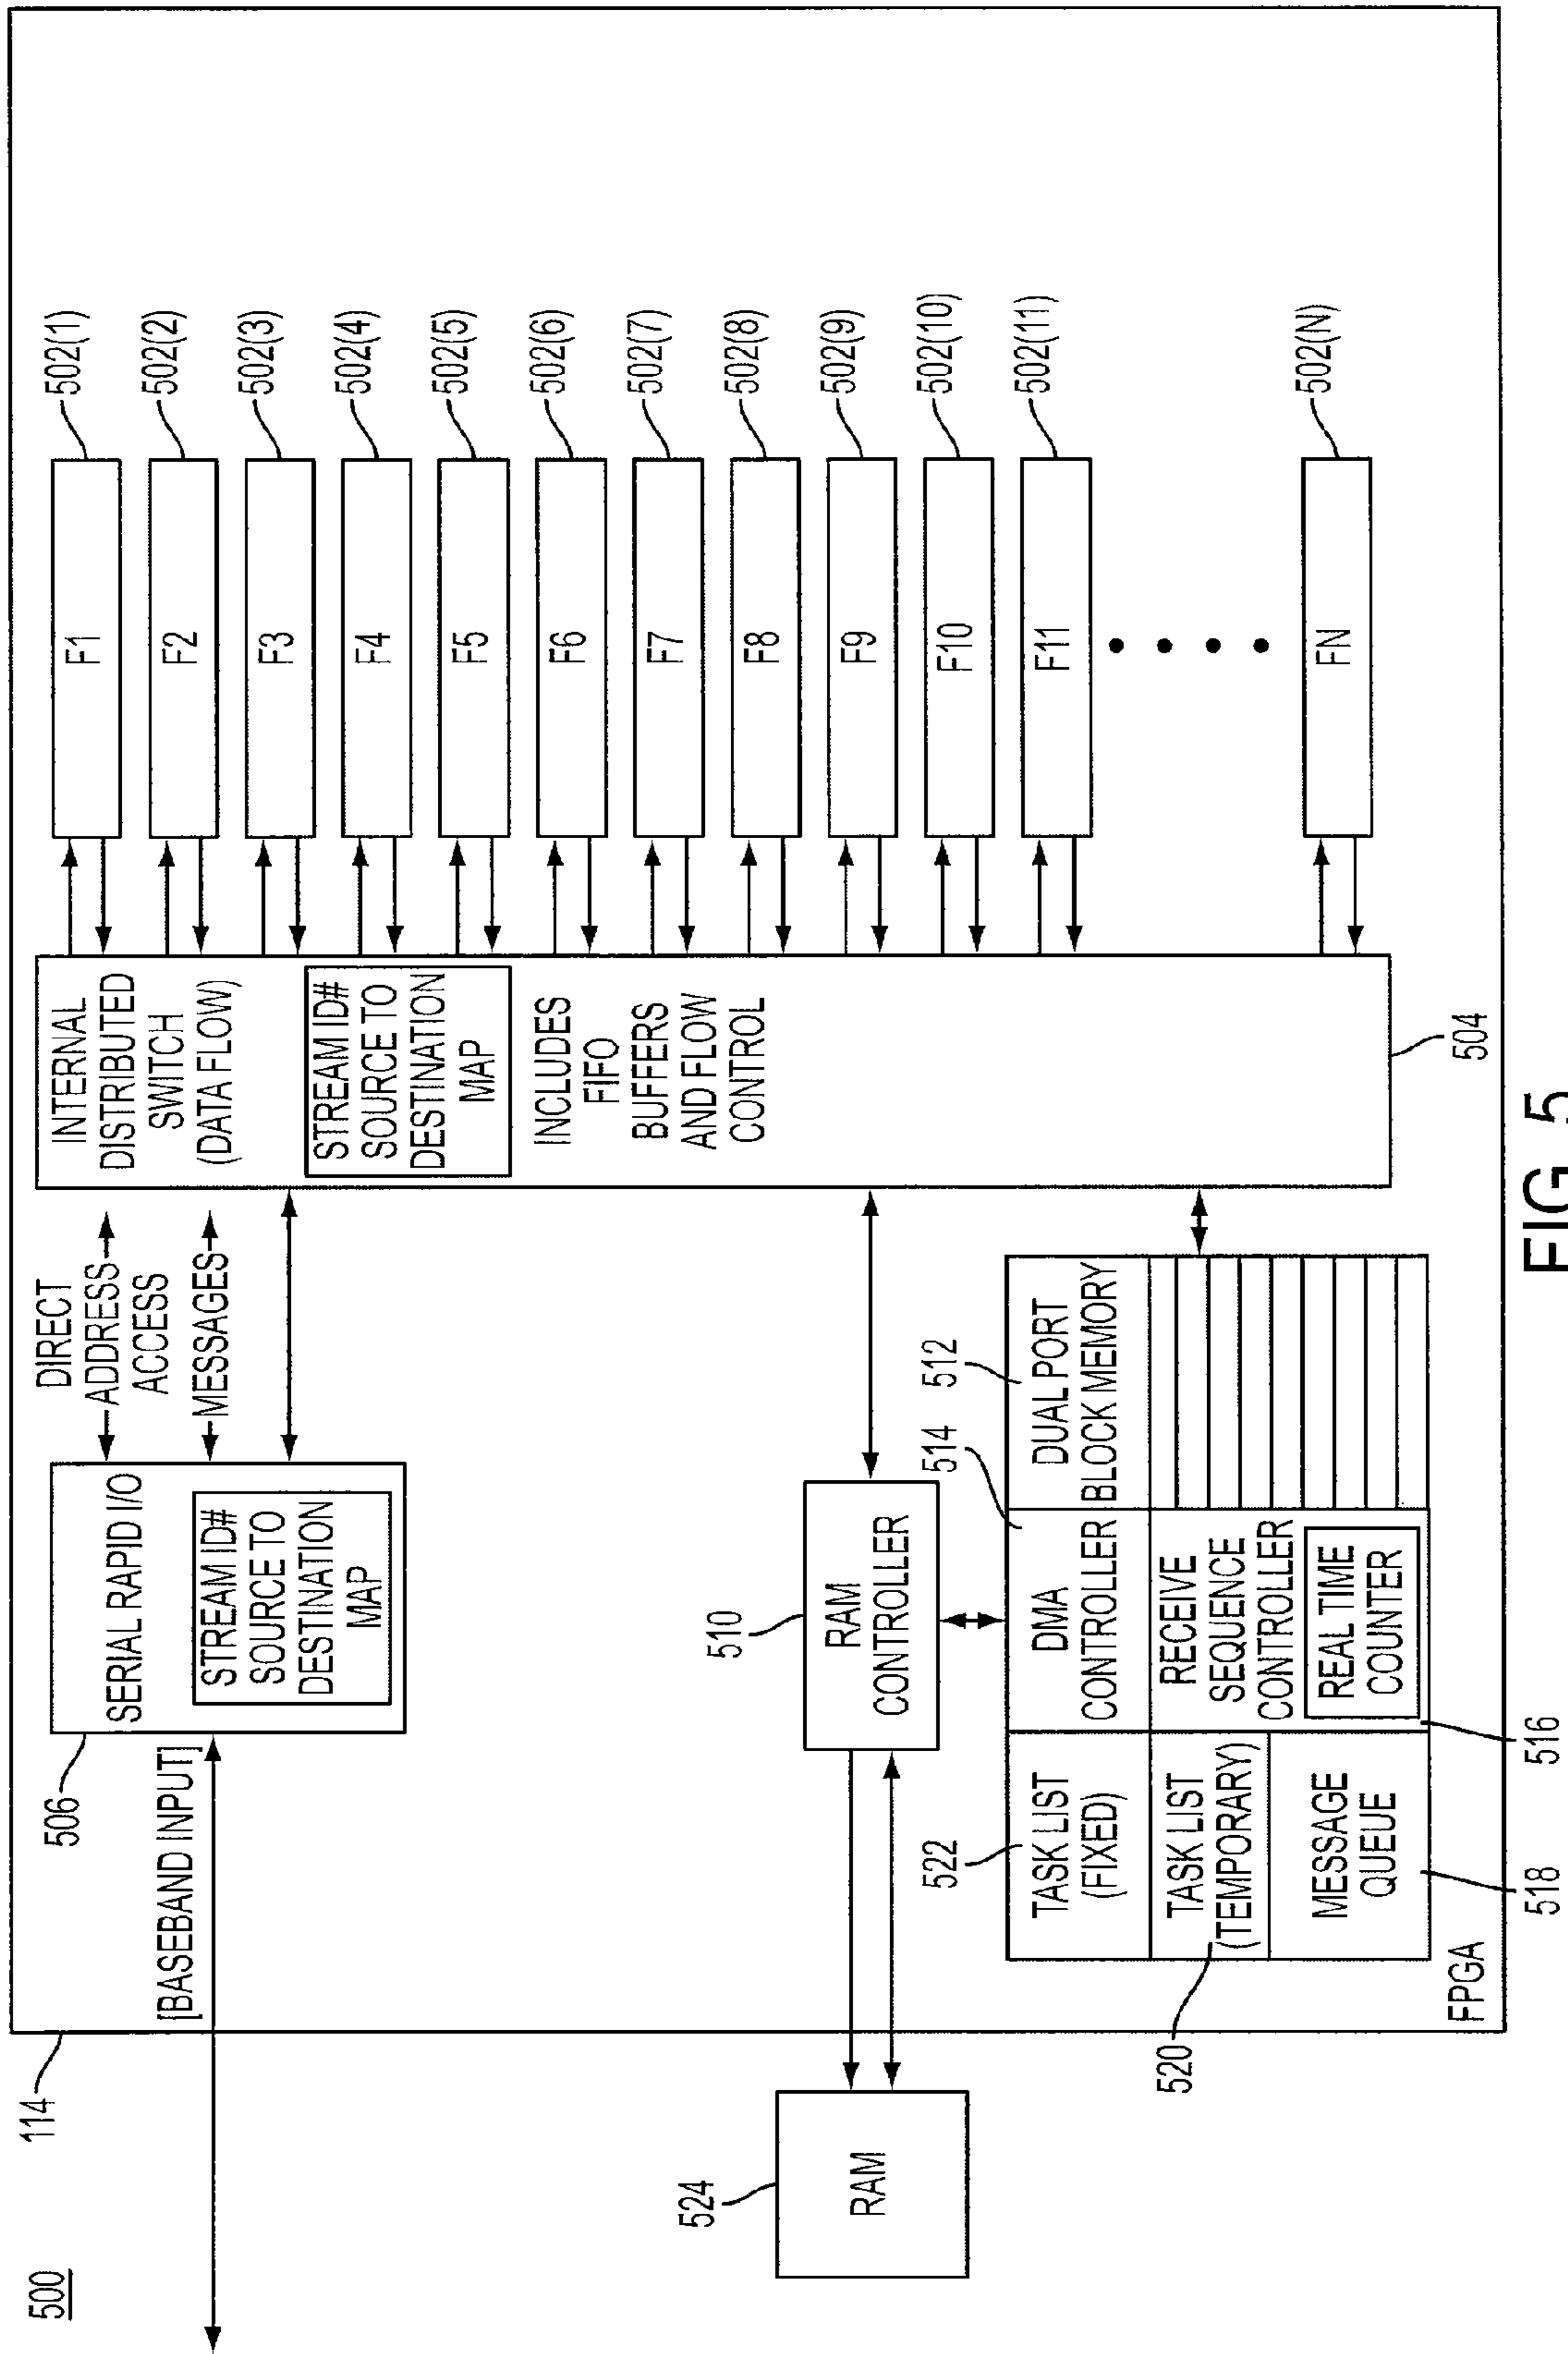 500
114
[BASEBAND INPUT]
506
SERIAL RAPID I/O
STREAM ID#
SOURCE TO
DESTINATION
MAP
DIRECT
ADDRESS
ACCESS
MESSAGES
INTERNAL
DISTRIBUTED
SWITCH
(DATA FLOW)
STREAM ID#
SOURCE TO
DESTINATION
MAP
INCLUDES
FIFO
BUFFERS
AND FLOW
CONTROL
504
F1
502(1)
F2
502(2)
F3
502(3)
F4
502(4)
F5
502(5)
F6
502(6)
F7
502(7)
F8
502(8)
F9
502(9)
F10
502(10)
F11
502(11)
FN
502(N)
524
RAM
510
RAM
CONTROLLER
522
TASK LIST
(FIXED)
514
DMA
CONTROLLER
512
DUAL PORT
BLOCK MEMORY
520
TASK LIST
(TEMPORARY)
RECEIVE
SEQUENCE
CONTROLLER
REAL TIME
COUNTER
516
MESSAGE
QUEUE
518
FPGA
FIG. 5